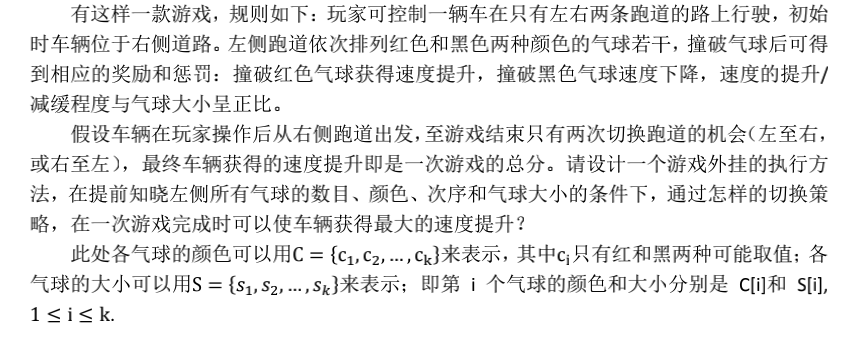 有这样一款游戏，规则如下：玩家可控制一辆车在只有左右两条跑道的路上行驶，初始
时车辆位于右侧道路。左侧跑道依次排列红色和黑色两种颜色的气球若干，撞破气球后可得
到相应的奖励和惩罚：撞破红色气球获得速度提升，撞破黑色气球速度下降，速度的提升/
减缓程度与气球大小呈正比。
假设车辆在玩家操作后从右侧跑道出发，至游戏结束只有两次切换跑道的机会（左至右，
或右至左），最终车辆获得的速度提升即是一次游戏的总分。请设计一个游戏外挂的执行方
法，在提前知晓左侧所有气球的数目、颜色、次序和气球大小的条件下，通过怎样的切换策
略，在一次游戏完成时可以使车辆获得最大的速度提升？
此处各气球的颜色可以用C = {c₁, c₂, … , cₖ}来表示，其中cᵢ只有红和黑两种可能取值；各
气球的大小可以用S = {s₁, s₂, … , sₖ}来表示；即第 i 个气球的颜色和大小分别是 C[i]和 S[i],
1 ≤ i ≤ k.